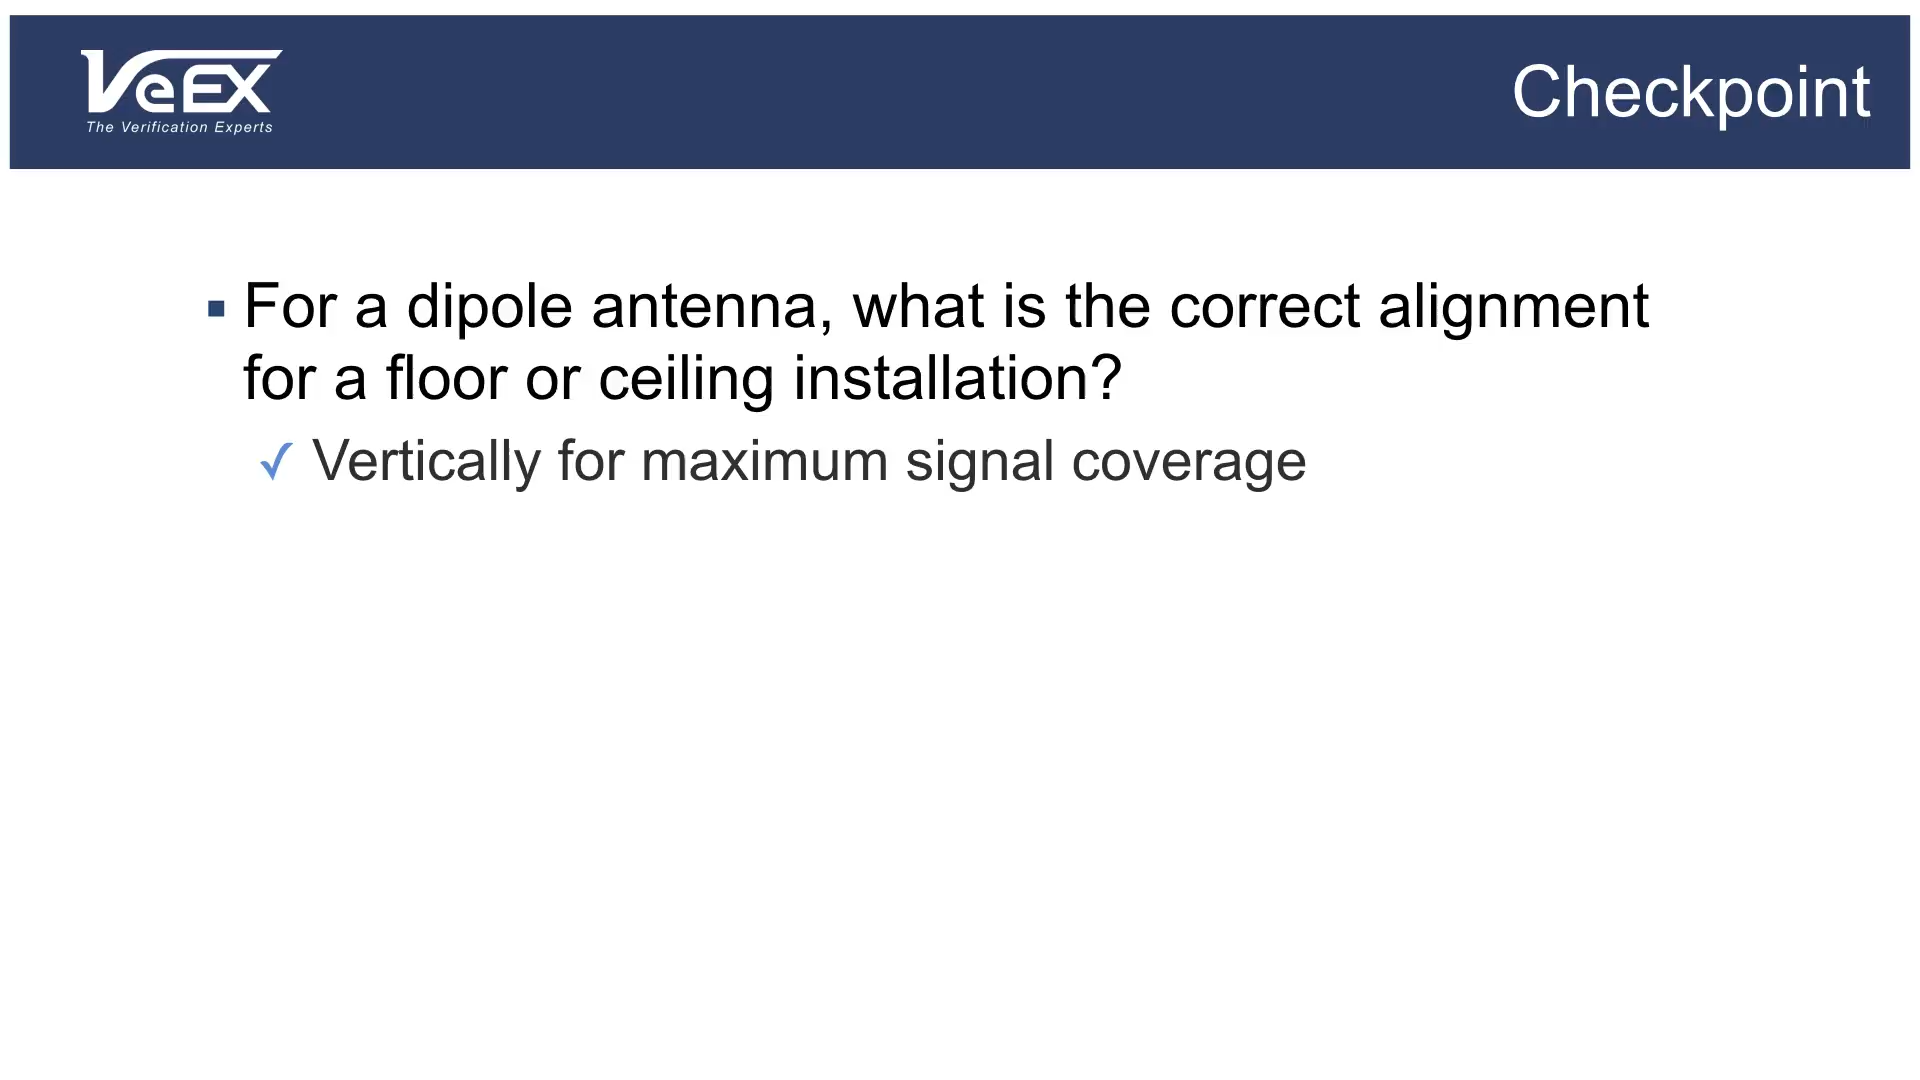 VeEX
The Verification Experts
Checkpoint
▪ For a dipole antenna, what is the correct alignment
for a floor or ceiling installation?
✓ Vertically for maximum signal coverage